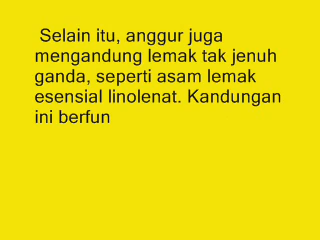 Selain itu, anggur juga
mengandung lemak tak jenuh
ganda, seperti asam lemak
esensial linolenat. Kandungan
ini berfun